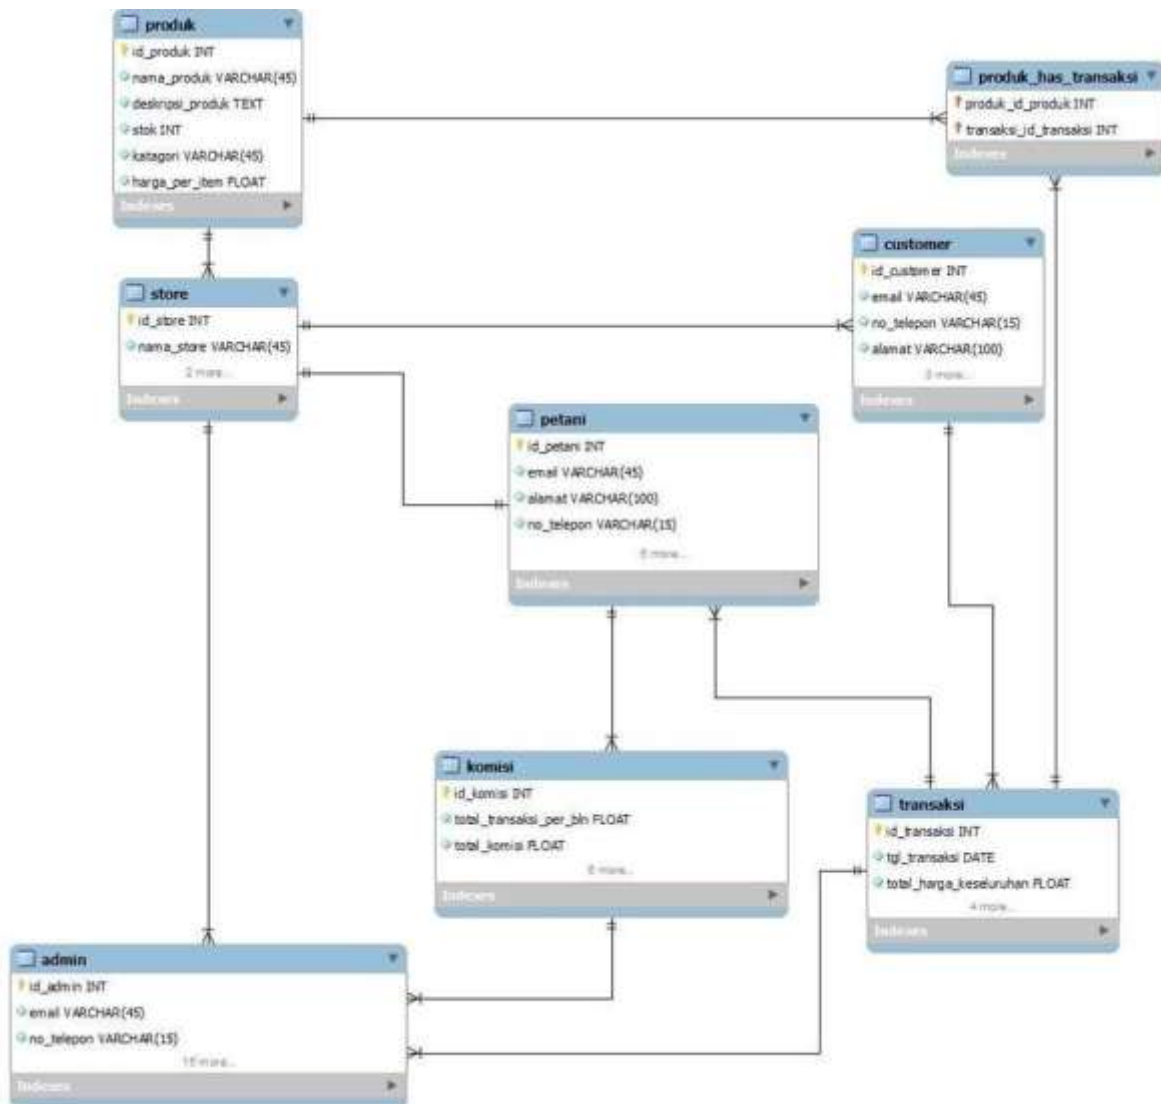 produk
id_produk INT
nama_produk VARCHAR(45)
deskripsi_produk TEXT
stok INT
katagori VARCHAR(45)
harga_per_item FLOAT
Indexes
produk_has_transaksi
produk_id_produk INT
transaksi_id_transaksi INT
Indexes
store
id_store INT
nama_store VARCHAR(45)
2 more...
Indexes
customer
id_customer INT
email VARCHAR(45)
no_telepon VARCHAR(15)
alamat VARCHAR(100)
more...
Indexes
petani
id_petani INT
email VARCHAR(45)
alamat VARCHAR(100)
no_telepon VARCHAR(15)
more...
Indexes
komisi
id_komisi INT
total_transaksi_per_bln FLOAT
total_komisi FLOAT
more...
Indexes
transaksi
id_transaksi INT
tgl_transaksi DATE
total_harga_keseluruhan FLOAT
4 more...
Indexes
admin
id_admin INT
email VARCHAR(45)
no_telepon VARCHAR(15)
more...
Indexes